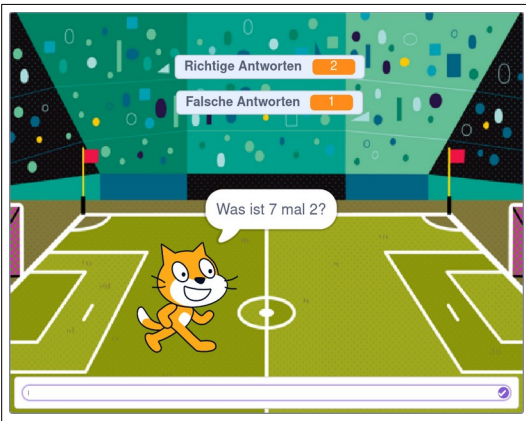 Richtige Antworten 2
Falsche Antworten 1
Was ist 7 mal 2?